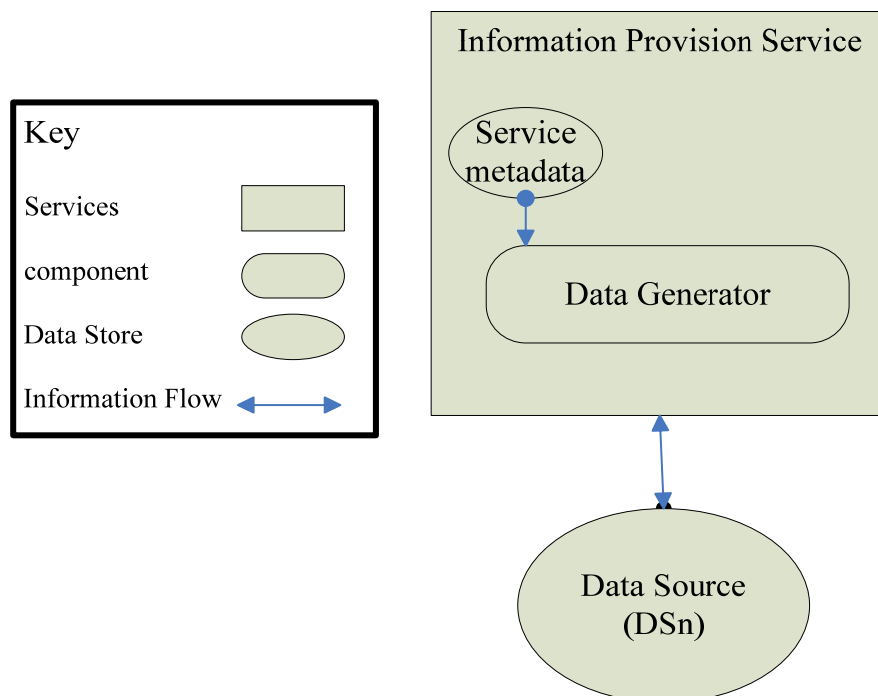 Information Provision Service
Key
Service
metadata
Services
component
Data Generator
Data Store
Information Flow
Data Source
(DSn)